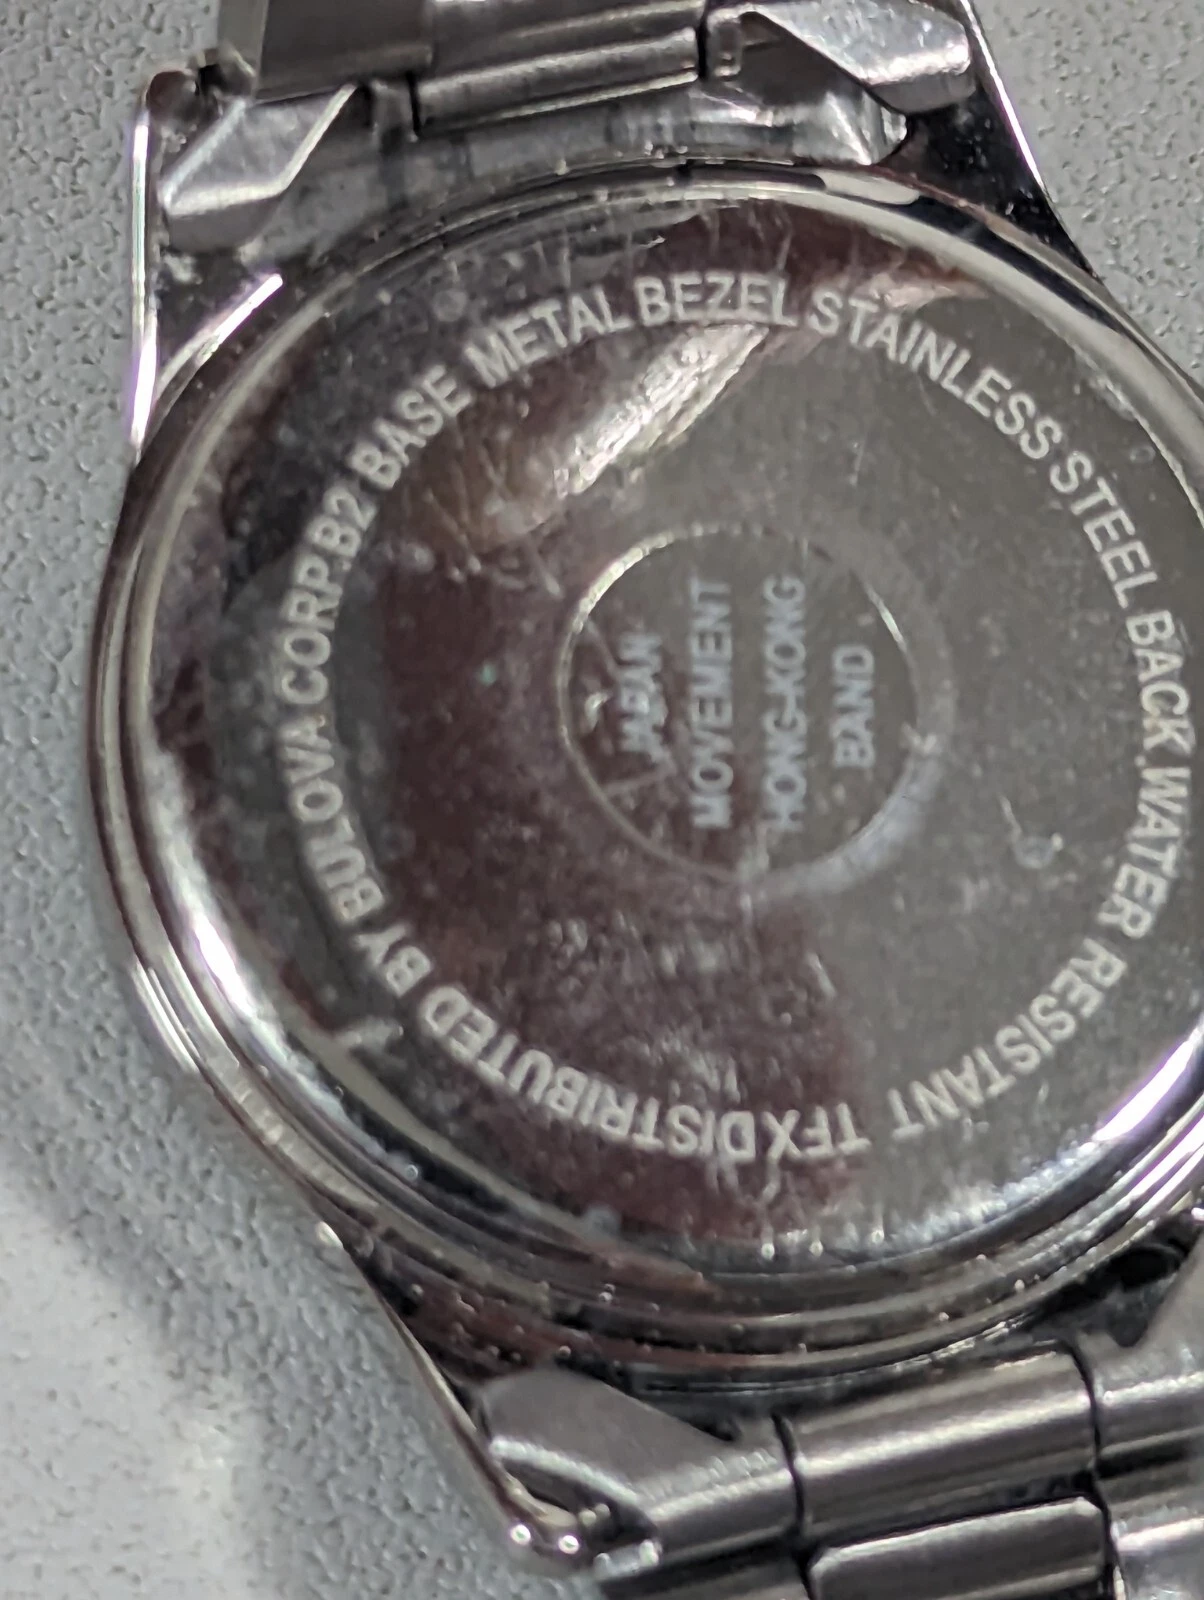 TFX DISTRIBUTED BY BULOVA CORP. B2 BASE METAL BEZEL STAINLESS STEEL BACK WATER RESISTANT
JAPAN
MOVEMENT
HONG-KONG
BAND